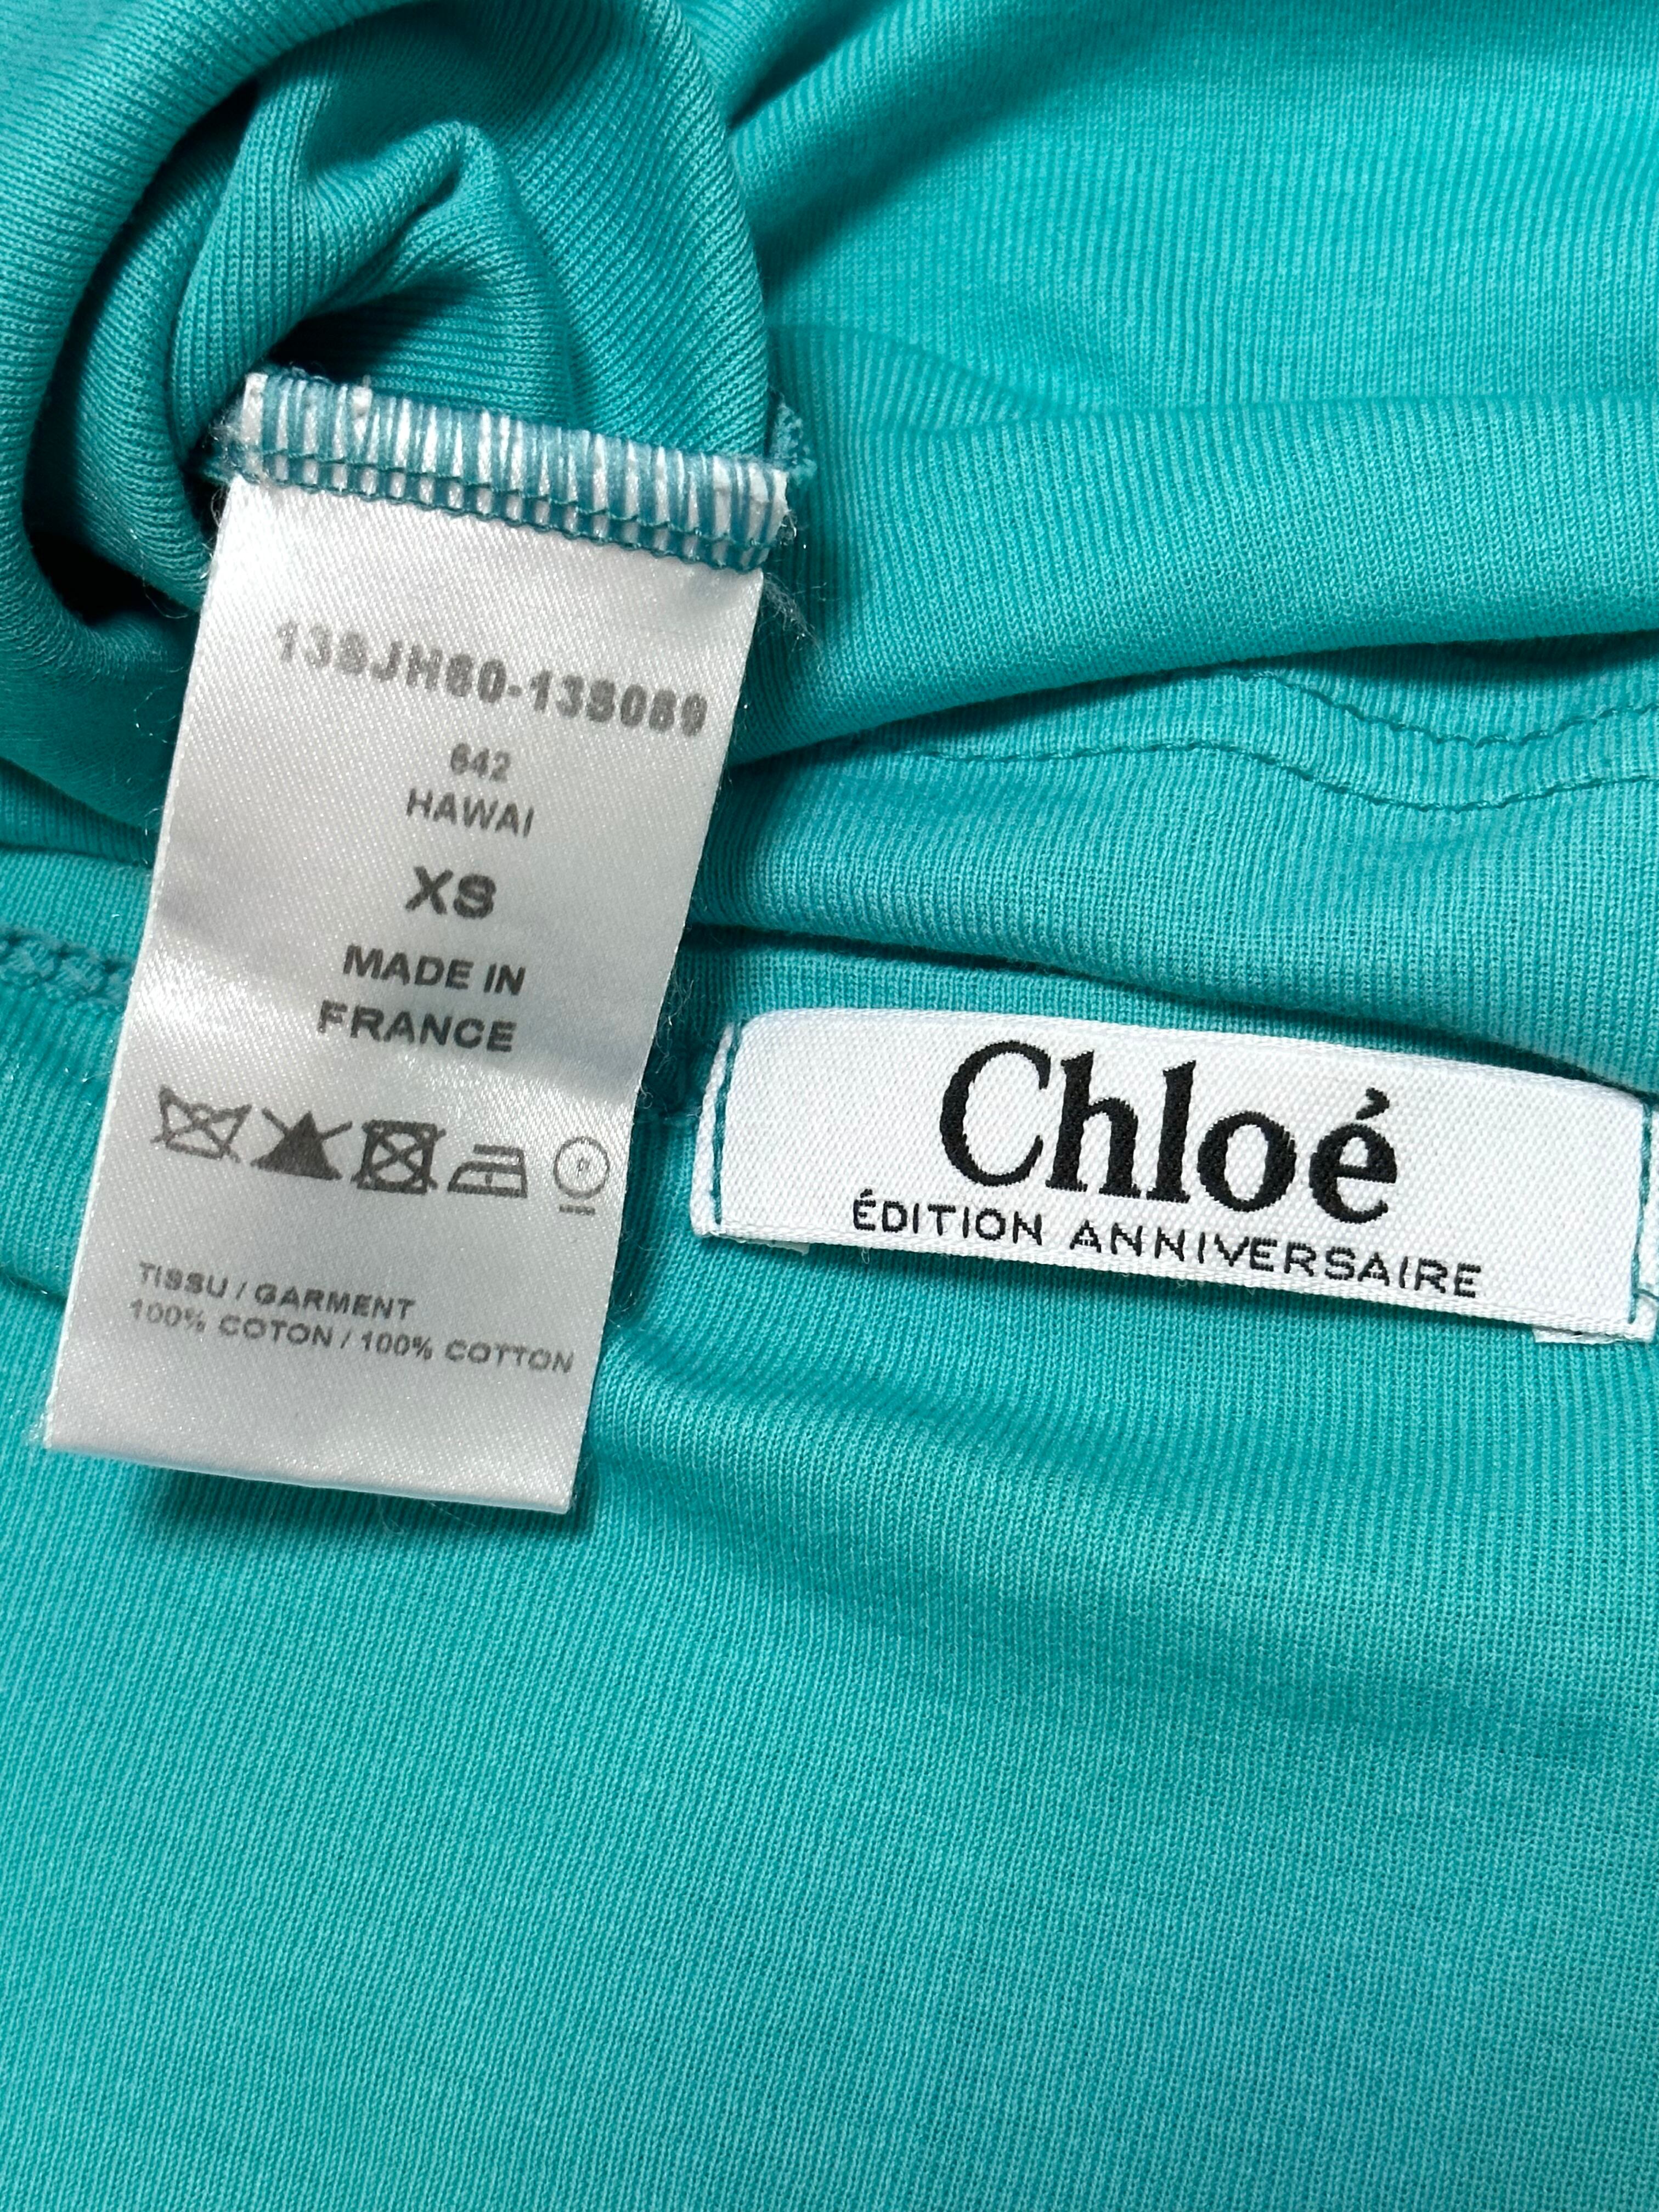 13SJH60-13S089
642
HAWAI
XS
MADE IN
FRANCE
TISSU / GARMENT
100% COTON / 100% COTTON
Chloé
ÉDITION ANNIVERSAIRE